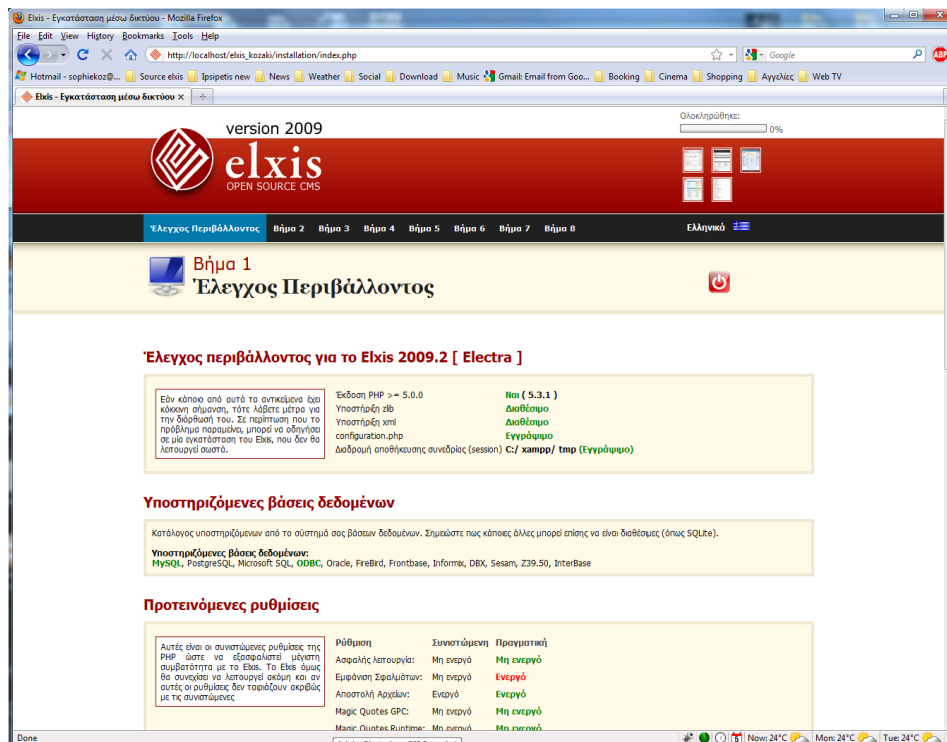 Elxis - Εγκατάσταση μέσω δικτύου - Mozilla Firefox
File Edit View History Bookmarks Tools Help
http://localhost/elxis_kozaki/installation/index.php
Google
ABP
Hotmail - sophiekoz@... Source elxis Ipsipetis new News Weather Social Download Music Gmail: Email from Goo... Booking Cinema Shopping Αγγελίες Web TV
Elxis - Εγκατάσταση μέσω δικτύου
version 2009
elxis
OPEN SOURCE CMS
Ολοκληρώθηκε:
0%
Έλεγχος Περιβάλλοντος Βήμα 2 Βήμα 3 Βήμα 4 Βήμα 5 Βήμα 6 Βήμα 7 Βήμα 8 Ελληνικά
Βήμα 1
Έλεγχος Περιβάλλοντος
Έλεγχος περιβάλλοντος για το Elxis 2009.2 [ Electra ]
Εάν κάποιο από αυτά τα αντικείμενα έχει
κόκκινη σήμανση, τότε λάβετε μέτρα για
την διόρθωσή του. Σε περίπτωση που το
πρόβλημα παραμείνει, μπορεί να οδηγήσει
σε μία εγκατάσταση του Elxis, που δεν θα
λειτουργεί σωστά.
Έκδοση PHP >= 5.0.0 Ναι ( 5.3.1 )
Υποστήριξη zlib Διαθέσιμο
Υποστήριξη xml Διαθέσιμο
configuration.php Εγγράψιμο
Διαδρομή αποθήκευσης συνεδρίας (session) C:/ xampp/ tmp (Εγγράψιμο)
Υποστηριζόμενες βάσεις δεδομένων
Κατάλογος υποστηριζόμενων από το σύστημά σας βάσεων δεδομένων. Σημειώστε πως κάποιες άλλες μπορεί επίσης να είναι διαθέσιμες (όπως SQLite).
Υποστηριζόμενες βάσεις δεδομένων:
MySQL, PostgreSQL, Microsoft SQL, ODBC, Oracle, FireBird, Frontbase, Informix, DBX, Sesam, Z39.50, InterBase
Προτεινόμενες ρυθμίσεις
Αυτές είναι οι συνιστώμενες ρυθμίσεις της
PHP ώστε να εξασφαλιστεί μέγιστη
συμβατότητα με το Elxis. Το Elxis όμως
θα συνεχίσει να λειτουργεί ακόμη και αν
αυτές οι ρυθμίσεις δεν ταιριάζουν ακριβώς
με τις συνιστώμενες
Ρύθμιση Συνιστώμενη Πραγματική
Ασφαλής λειτουργία: Μη ενεργό Μη ενεργό
Εμφάνιση Σφαλμάτων: Μη ενεργό Ενεργό
Αποστολή Αρχείων: Ενεργό Ενεργό
Magic Quotes GPC: Μη ενεργό Μη ενεργό
Magic Quotes Runtime: Μη ενεργό Μη ενεργό
Done
5 Now: 24°C Mon: 24°C Tue: 24°C